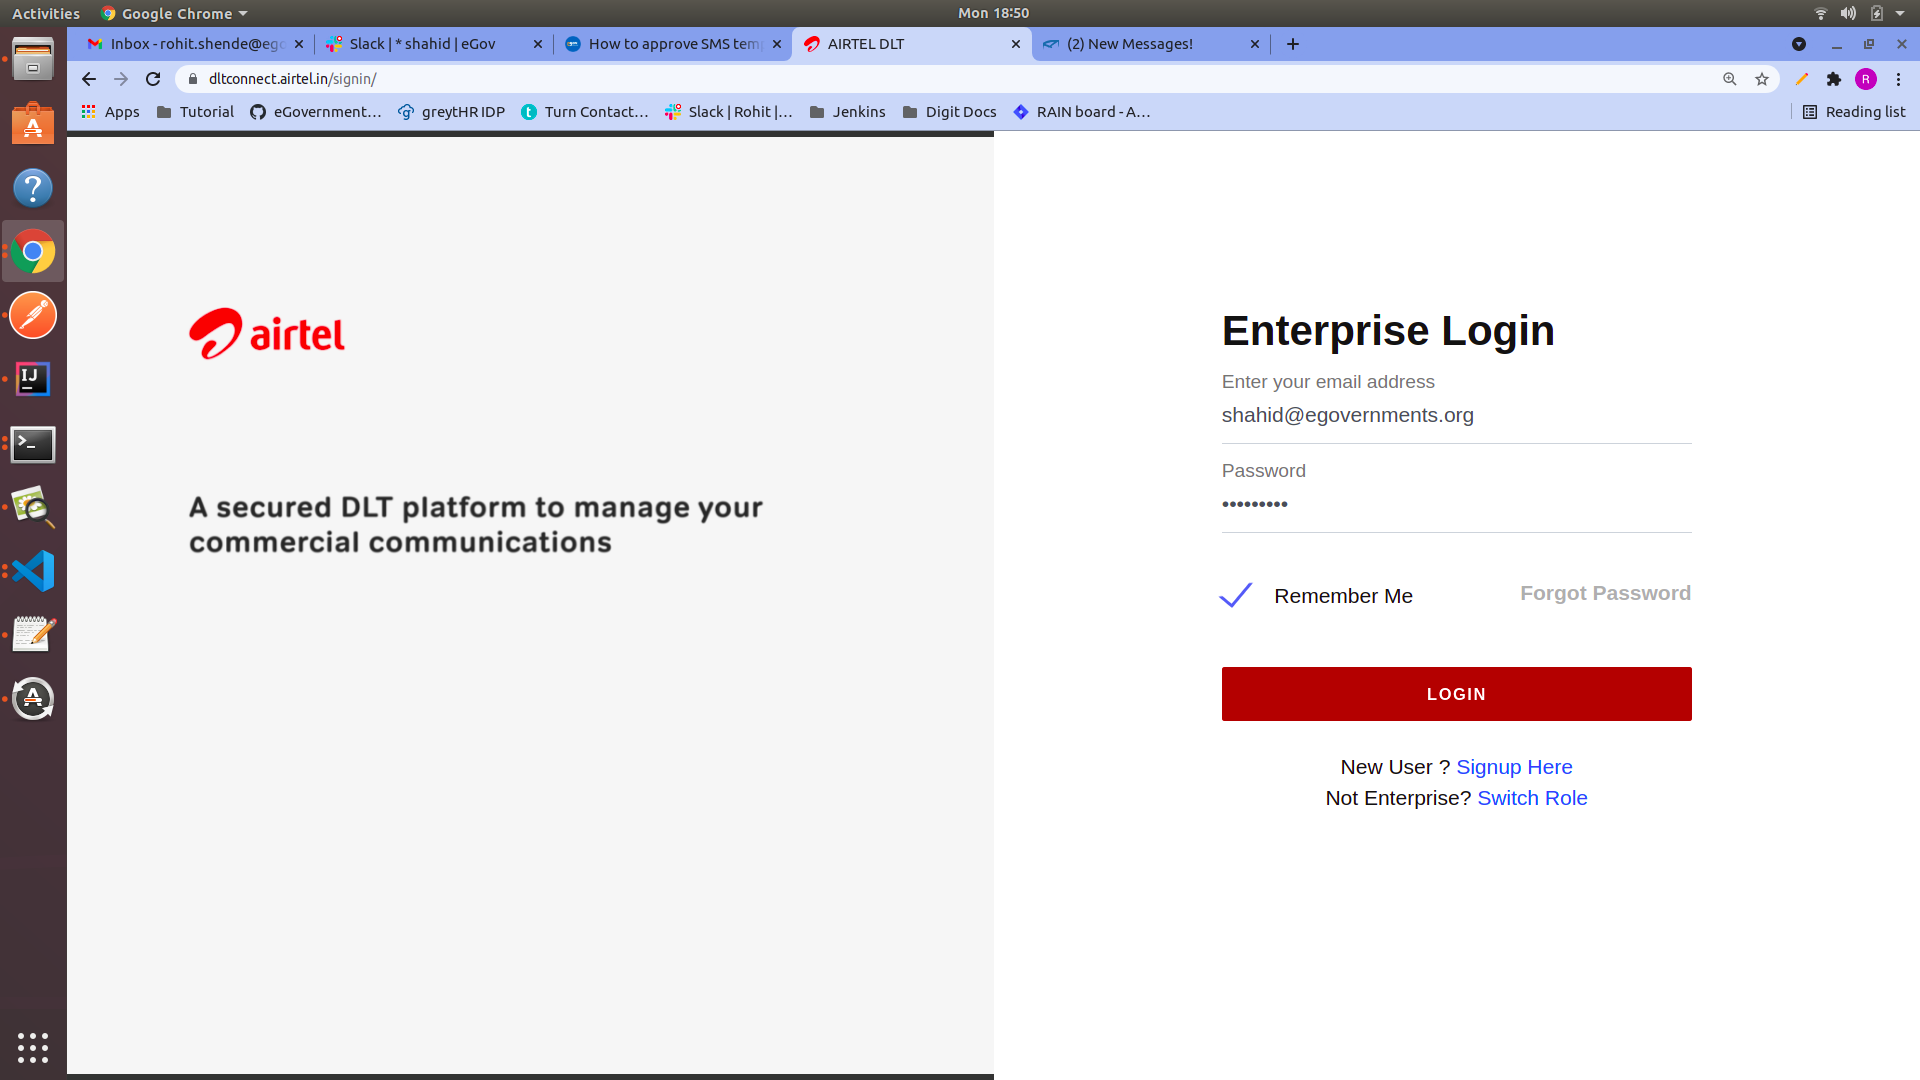 Activities
Google Chrome
Mon 18:50
Inbox - rohit.shende@ego
Slack | * shahid | eGov
How to approve SMS tem
AIRTEL DLT
(2) New Messages!
dltconnect.airtel.in/signin/
R
Apps
Tutorial
eGovernment...
greytHR IDP
Turn Contact...
Slack | Rohit |...
Jenkins
Digit Docs
RAIN board - A...
Reading list
airtel
A secured DLT platform to manage your
commercial communications
Enterprise Login
Enter your email address
shahid@egovernments.org
Password
•••••••••
Remember Me
Forgot Password
LOGIN
New User ? Signup Here
Not Enterprise? Switch Role
IJ